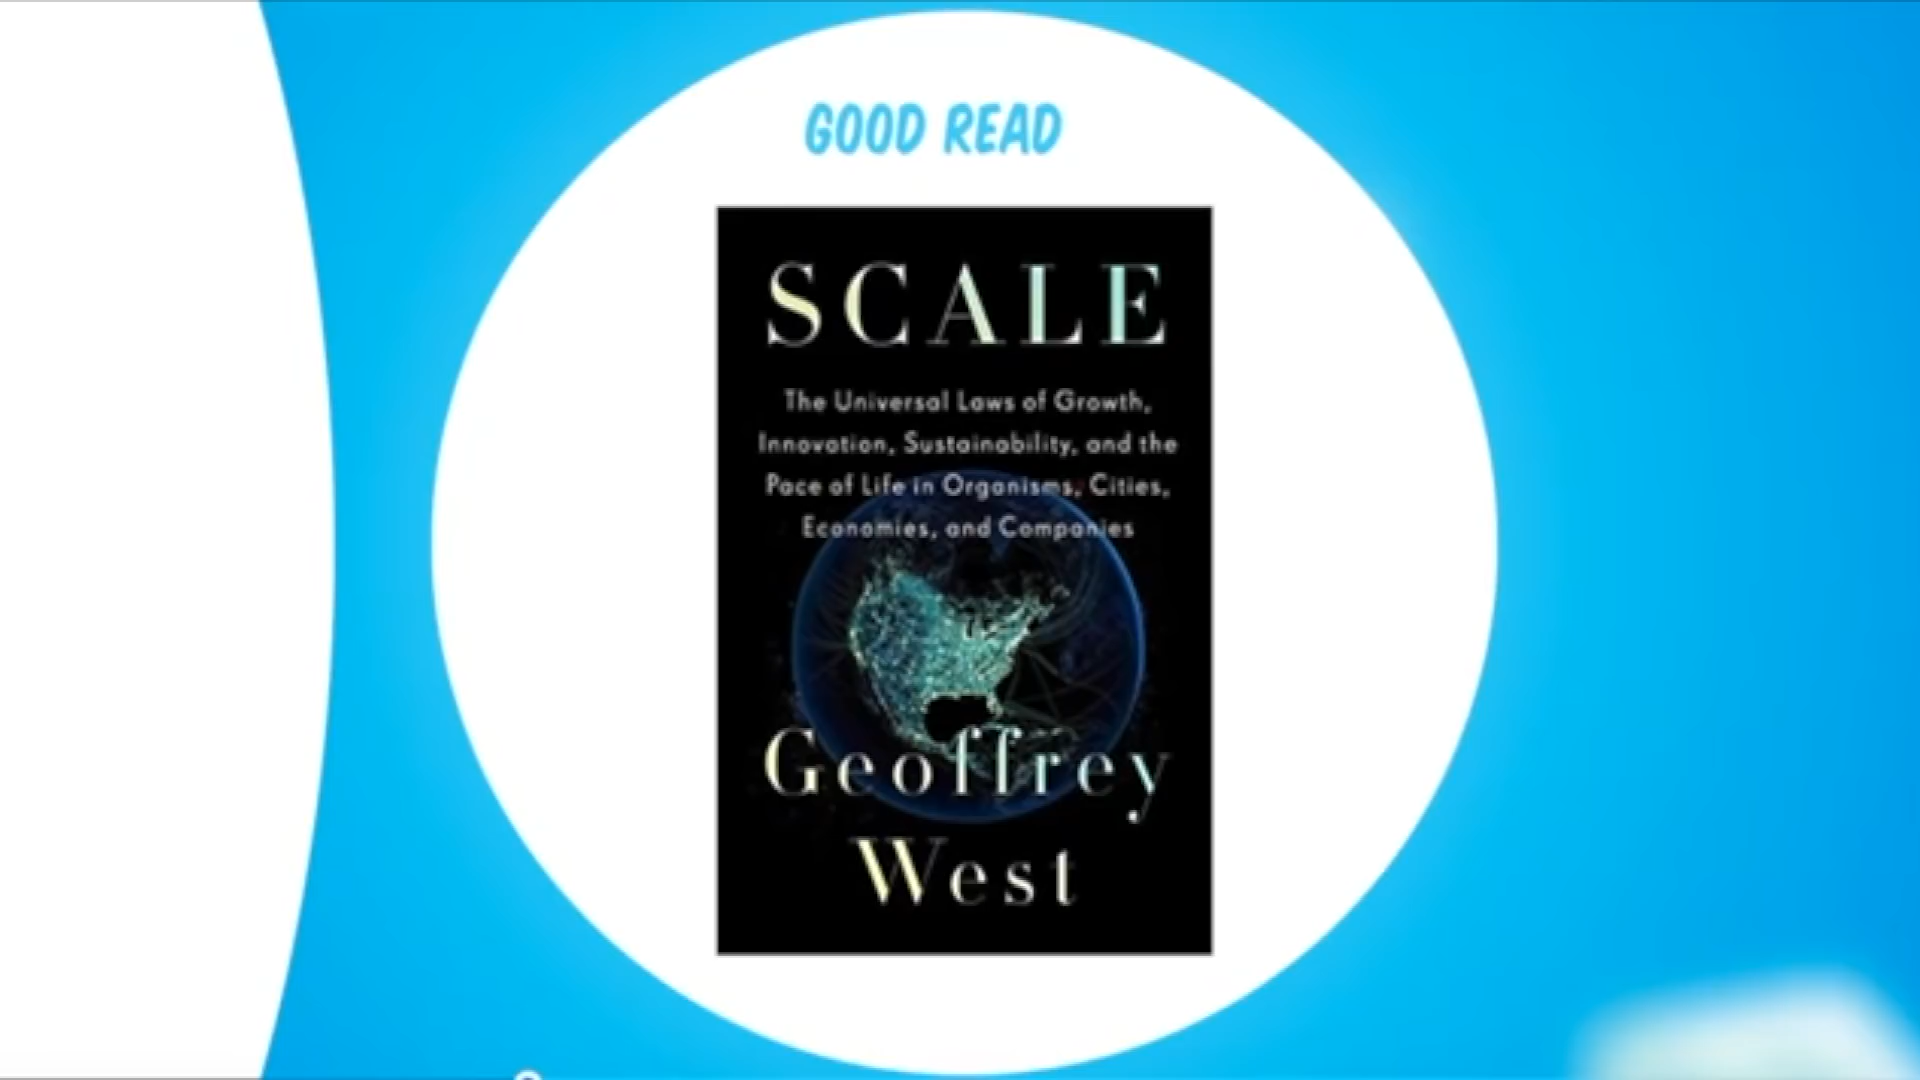 GOOD READ
SCALE
The Universal Laws of Growth,
Innovation, Sustainability, and the
Pace of Life in Organisms, Cities,
Economies, and Companies
Geoffrey
West